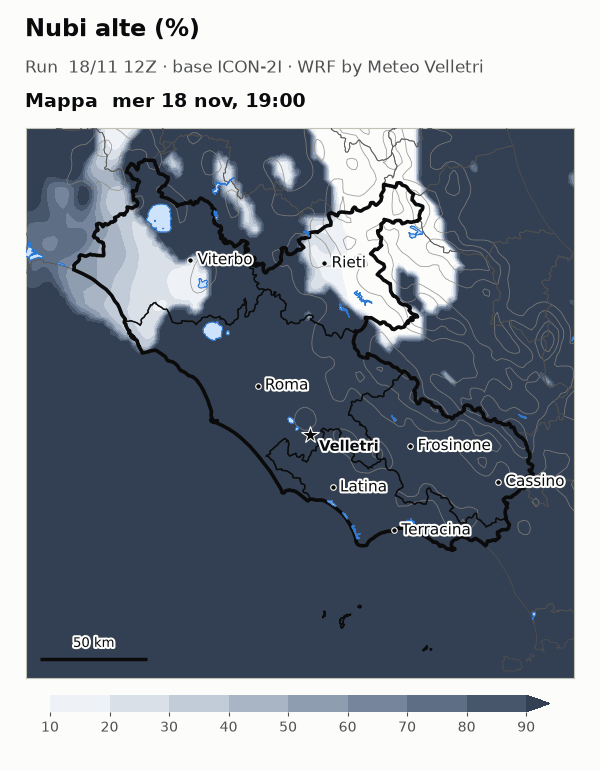 Nubi alte (%)
Run 18/11 12Z · base ICON-2I · WRF by Meteo Velletri
Mappa mer 18 nov, 19:00
Viterbo
Rieti
Roma
Velletri
Frosinone
Latina
Cassino
Terracina
50 km
10 20 30 40 50 60 70 80 90